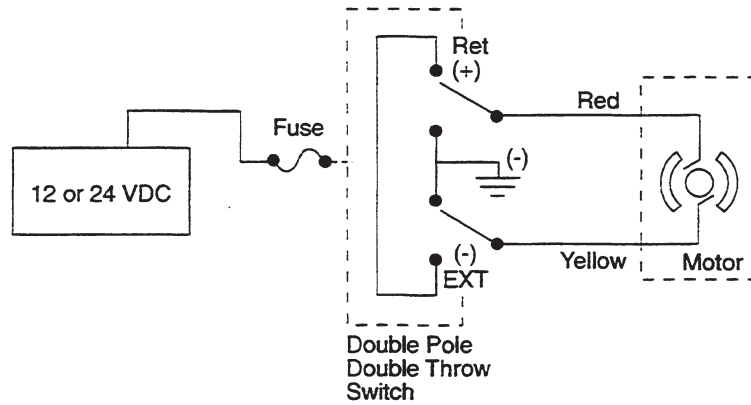 Ret
(+)
Red
Fuse
(-)
12 or 24 VDC
(-)
EXT
Yellow
Motor
Double Pole
Double Throw
Switch